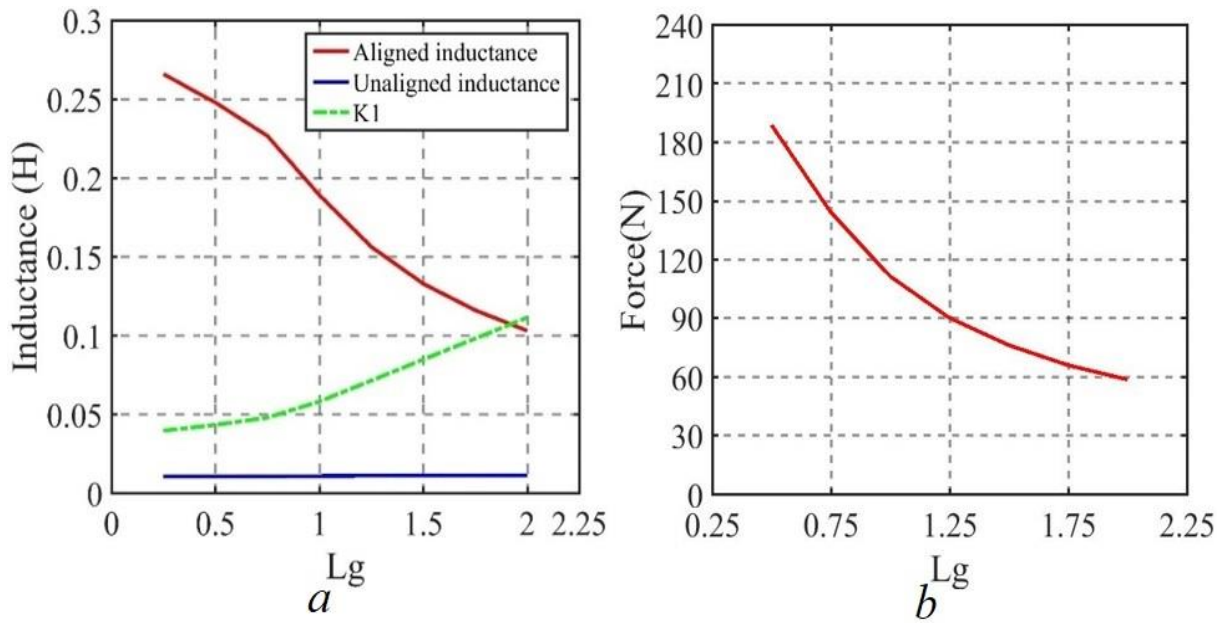 0.3
0.25
0.2
0.15
0.1
0.05
0
Inductance (H)
Aligned inductance
Unaligned inductance
K1
0 0.5 1 1.5 2 2.25
Lg
a
240
210
180
150
120
90
60
30
0
Force(N)
0.25 0.75 1.25 1.75 2.25
Lg
b